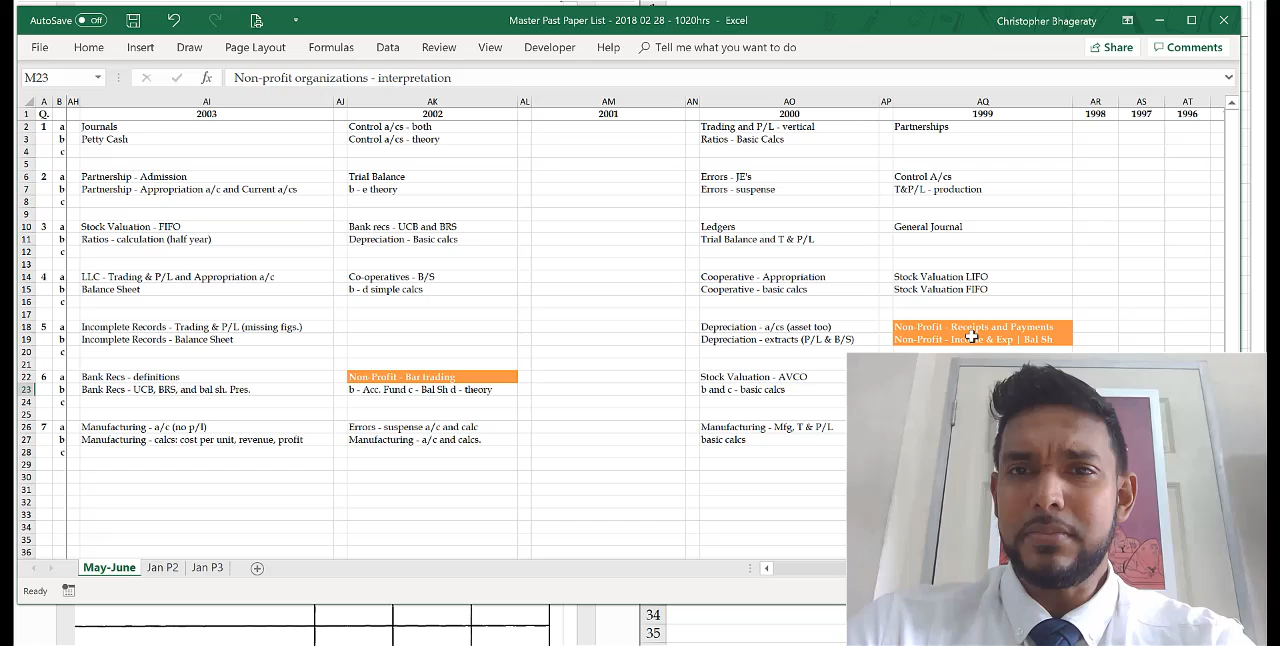 AutoSave Off Master Past Paper List - 2018 02 28 - 1020hrs - Excel Christopher Bhageraty
File Home Insert Draw Page Layout Formulas Data Review View Developer Help Tell me what you want to do Share Comments
M23 fx Non-profit organizations - interpretation
A B AH AI AJ AK AL AM AN AO AP AQ AR AS AT
1 Q. 2003 2002 2001 2000 1999 1998 1997 1996
2 1 a Journals Control a/cs - both Trading and P/L - vertical Partnerships
3 b Petty Cash Control a/cs - theory Ratios - Basic Calcs
4 c
5
6 2 a Partnership - Admission Trial Balance Errors - JE's Control A/cs
7 b Partnership - Appropriation a/c and Current a/cs b - e theory Errors - suspense T&P/L - production
8 c
9
10 3 a Stock Valuation - FIFO Bank recs - UCB and BRS Ledgers General Journal
11 b Ratios - calculation (half year) Depreciation - Basic calcs Trial Balance and T & P/L
12 c
13
14 4 a LLC - Trading & P/L and Appropriation a/c Co-operatives - B/S Cooperative - Appropriation Stock Valuation LIFO
15 b Balance Sheet b - d simple calcs Cooperative - basic calcs Stock Valuation FIFO
16 c
17
18 5 a Incomplete Records - Trading & P/L (missing figs.) Depreciation - a/cs (asset too) Non-Profit - Receipts and Payments
19 b Incomplete Records - Balance Sheet Depreciation - extracts (P/L & B/S) Non-Profit - Income & Exp | Bal Sh
20 c
21
22 6 a Bank Recs - definitions Non-Profit - Bar trading Stock Valuation - AVCO
23 b Bank Recs - UCB, BRS, and bal sh. Pres. b - Acc. Fund c - Bal Sh d - theory b and c - basic calcs
24 c
25
26 7 a Manufacturing - a/c (no p/l) Errors - suspense a/c and calc Manufacturing - Mfg, T & P/L
27 b Manufacturing - calcs: cost per unit, revenue, profit Manufacturing - a/c and calcs. basic calcs
28 c
29
30
31
32
33
34
35
36
May-June Jan P2 Jan P3
Ready
34
35